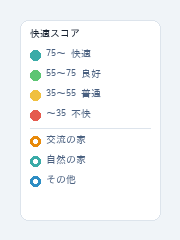 快適スコア
75〜 快適
55〜75 良好
35〜55 普通
〜35 不快
交流の家
自然の家
その他